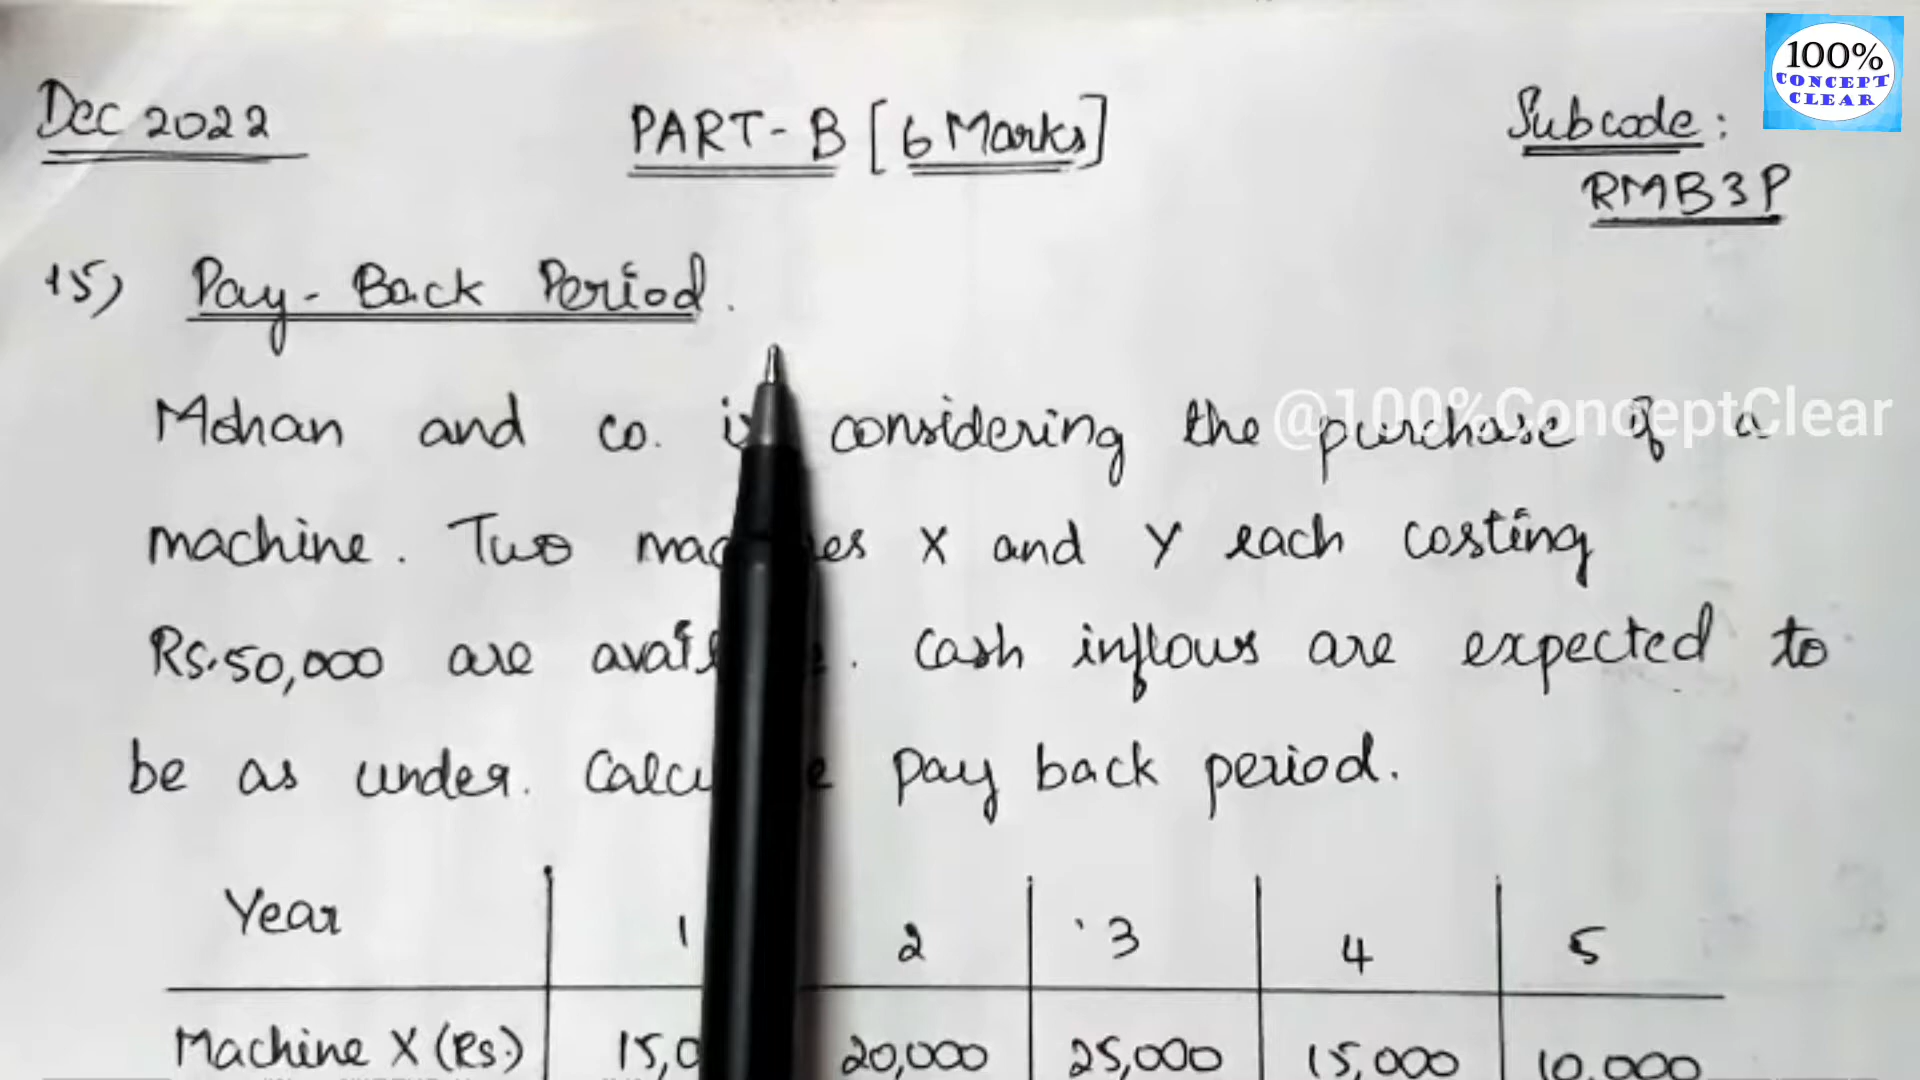 100%
CONCEPT
CLEAR
Dec 2022
PART-B [6 Marks]
Subcode:
RMB3P
15) Pay-Back Period.
@100%ConceptClear
Mohan and co. is considering the purchase of a
machine. Two X and Y each costing
Rs.50,000 are cash inflows are expected to
be as under. pay back period.
Year 1 2 3 4 5
Machine X (Rs.) 20,000 25,000 15,000 10,000